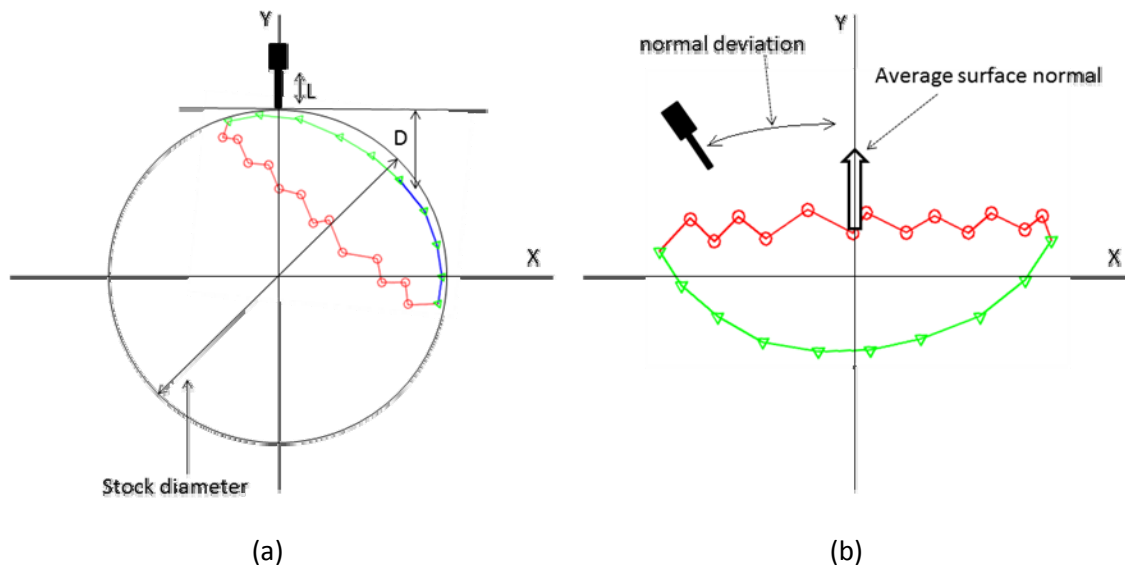 Y
L
D
X
Stock diameter
(a)
Y
normal deviation
Average surface normal
X
(b)